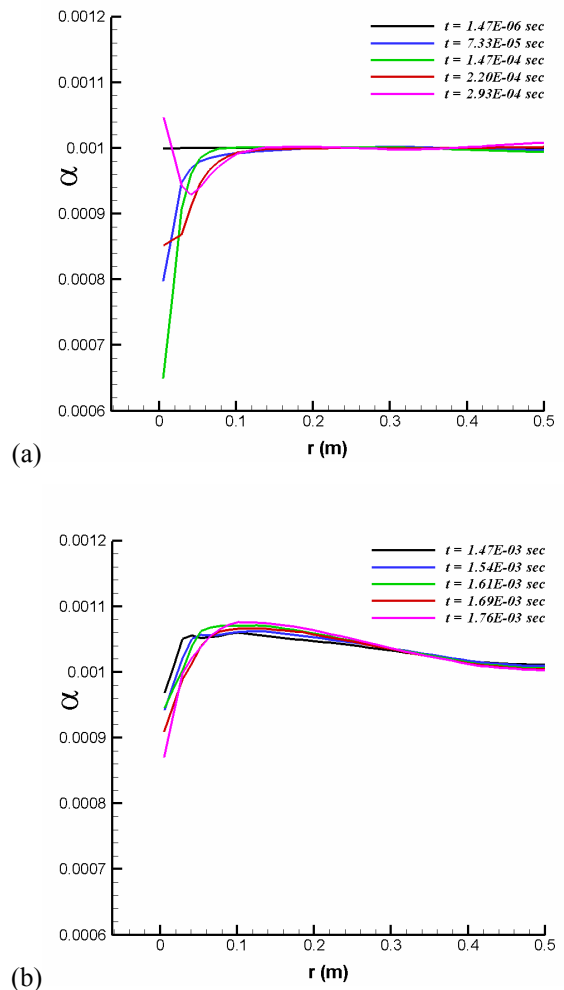 0.0012
0.0011
0.001
0.0009
0.0008
0.0007
0.0006
α
t = 1.47E-06 sec
t = 7.33E-05 sec
t = 1.47E-04 sec
t = 2.20E-04 sec
t = 2.93E-04 sec
0 0.1 0.2 0.3 0.4 0.5
r (m)
(a)
0.0012
0.0011
0.001
0.0009
0.0008
0.0007
0.0006
α
t = 1.47E-03 sec
t = 1.54E-03 sec
t = 1.61E-03 sec
t = 1.69E-03 sec
t = 1.76E-03 sec
0 0.1 0.2 0.3 0.4 0.5
r (m)
(b)